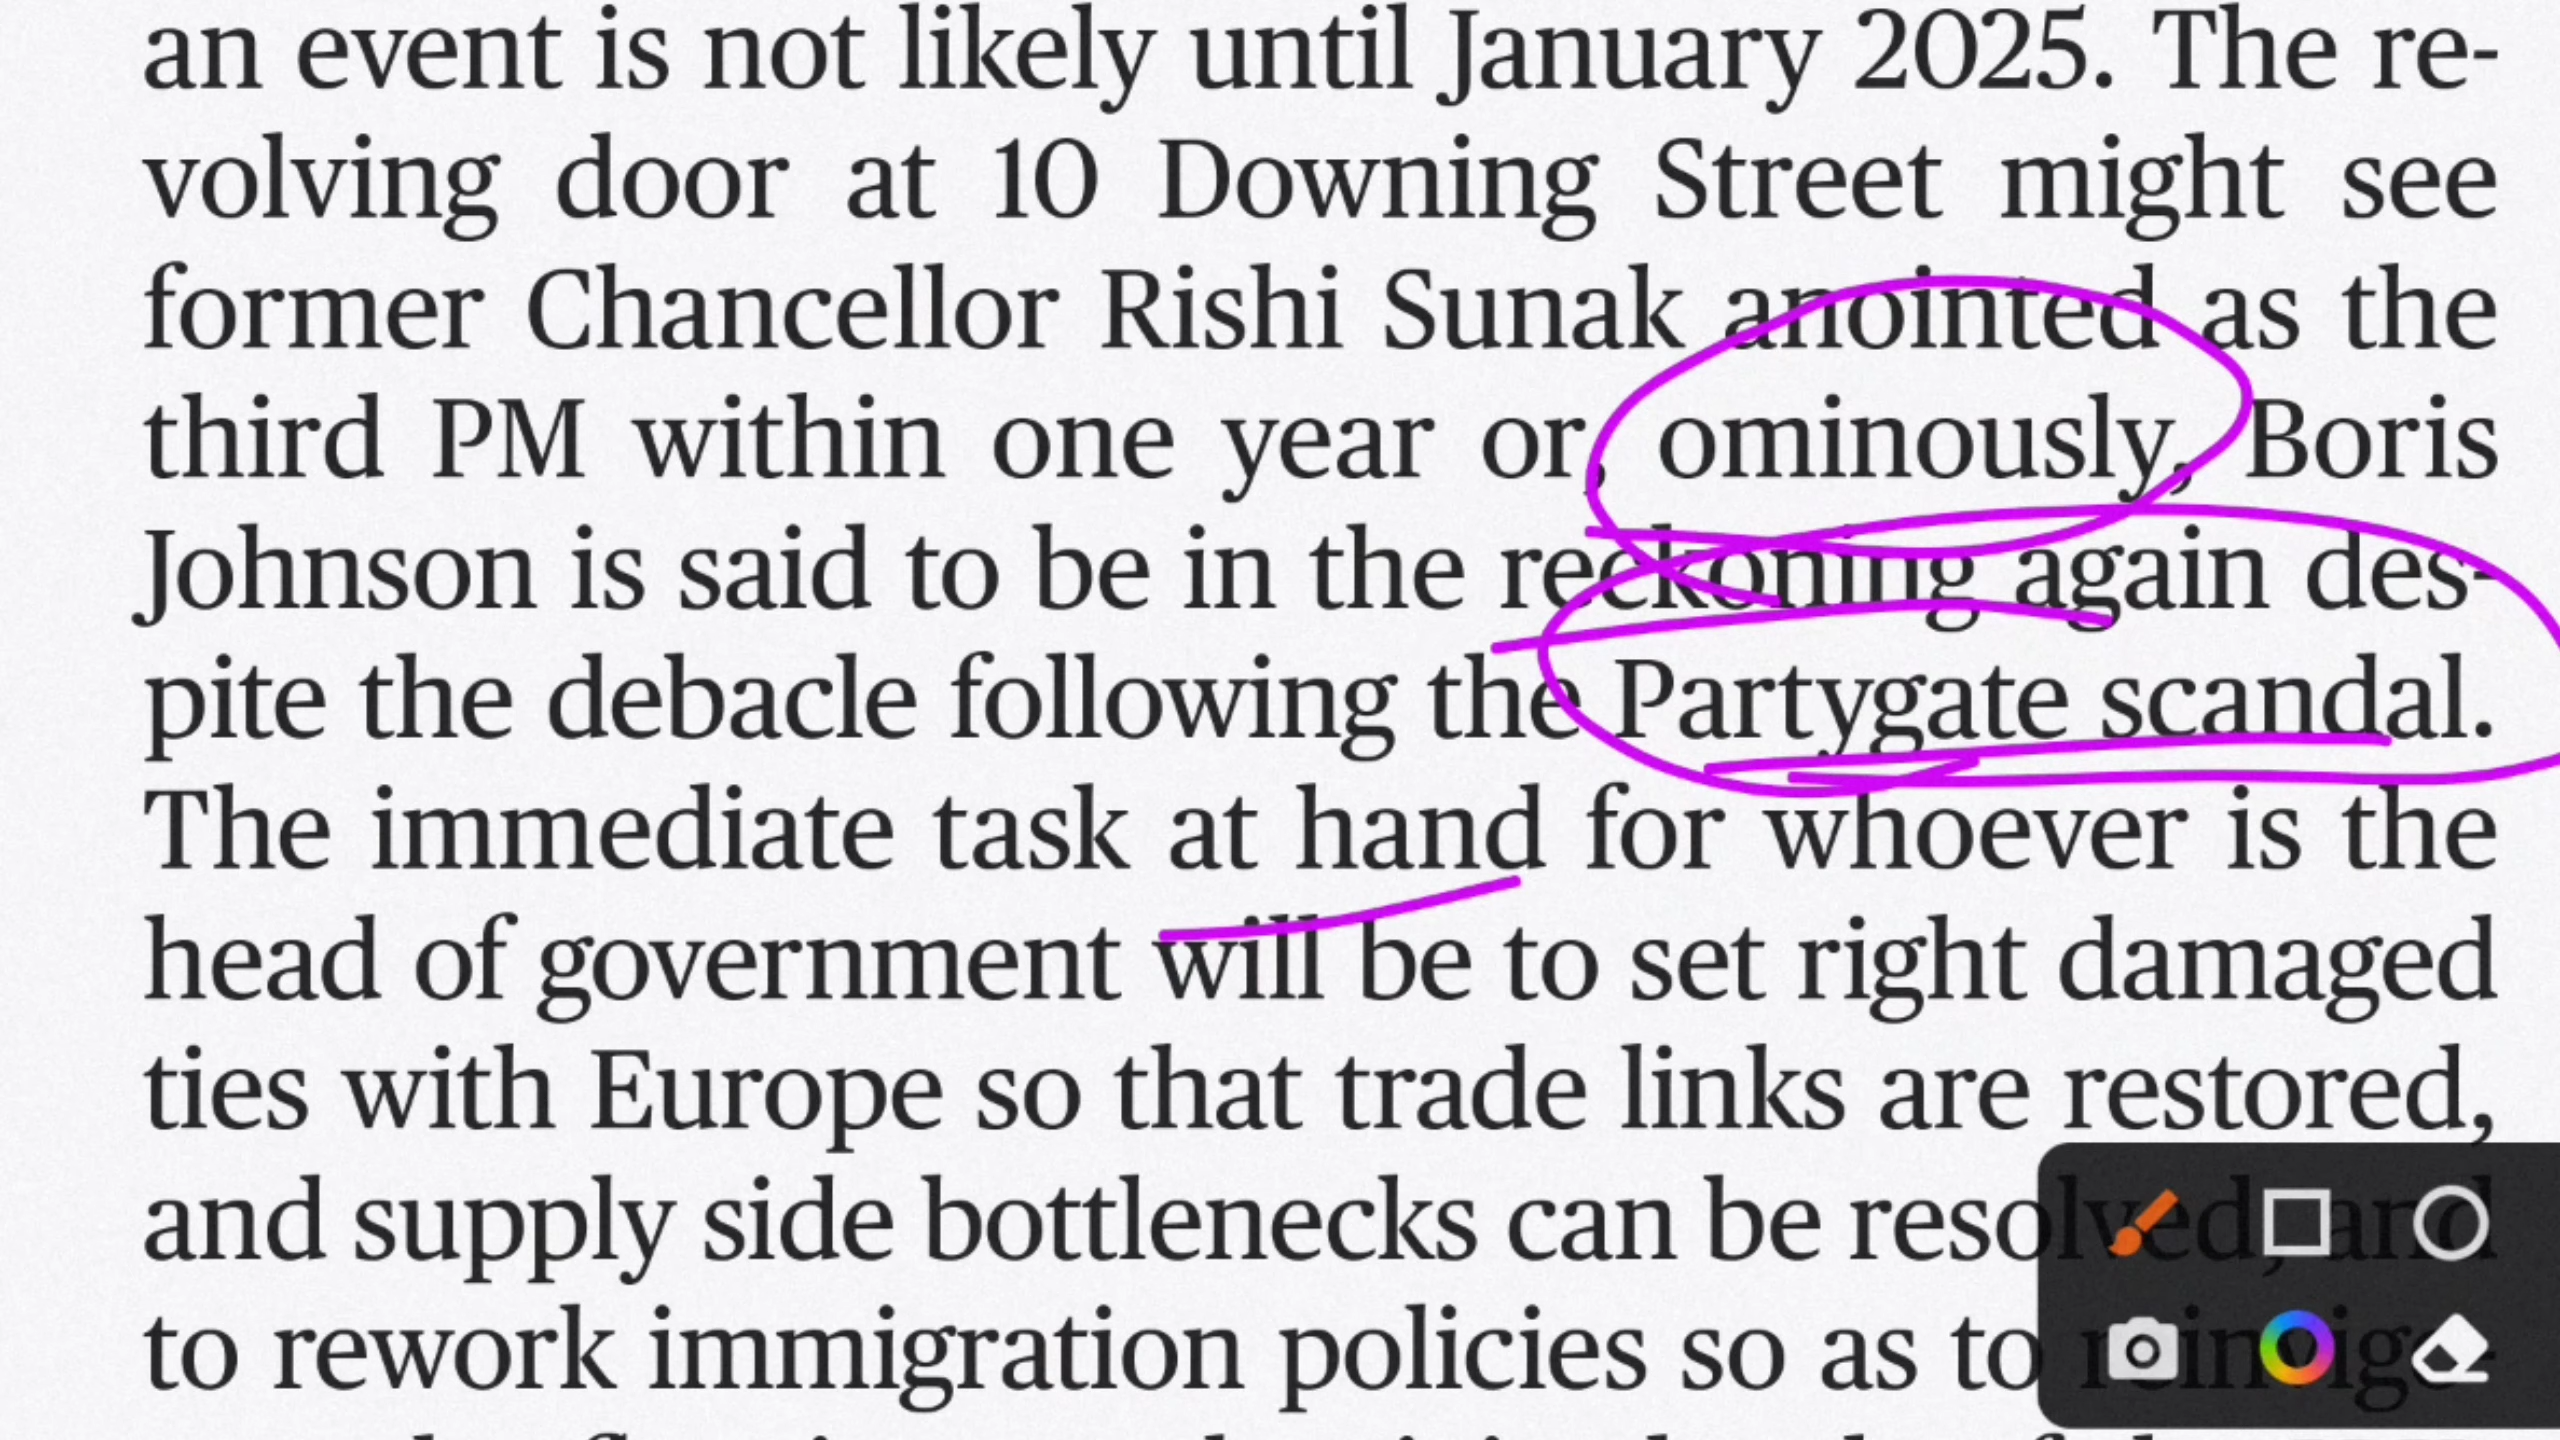 an event is not likely until January 2025. The re-
volving door at 10 Downing Street might see
former Chancellor Rishi Sunak anointed as the
third PM within one year or, ominously, Boris
Johnson is said to be in the reckoning again des-
pite the debacle following the Partygate scandal.
The immediate task at hand for whoever is the
head of government will be to set right damaged
ties with Europe so that trade links are restored,
and supply side bottlenecks can be resolved, and
to rework immigration policies so as to reinvigo-